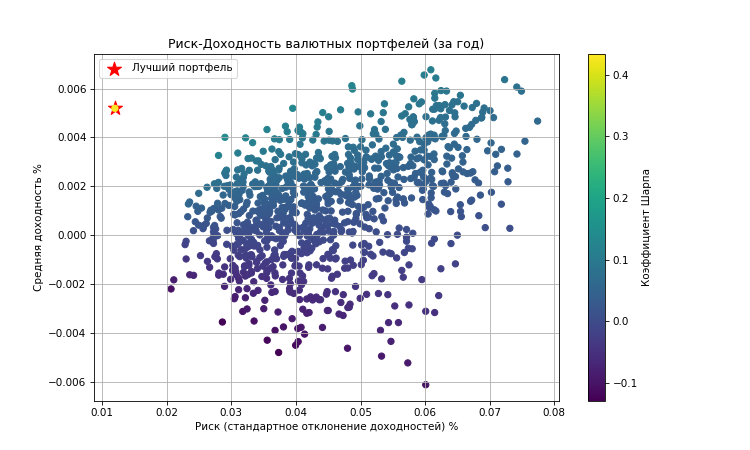 Риск-Доходность валютных портфелей (за год)
Лучший портфель
0.006
0.004
0.002
0.000
−0.002
−0.004
−0.006
Средняя доходность %
0.01 0.02 0.03 0.04 0.05 0.06 0.07 0.08
Риск (стандартное отклонение доходностей) %
0.4
0.3
0.2
0.1
0.0
−0.1
Коэффициент Шарпа